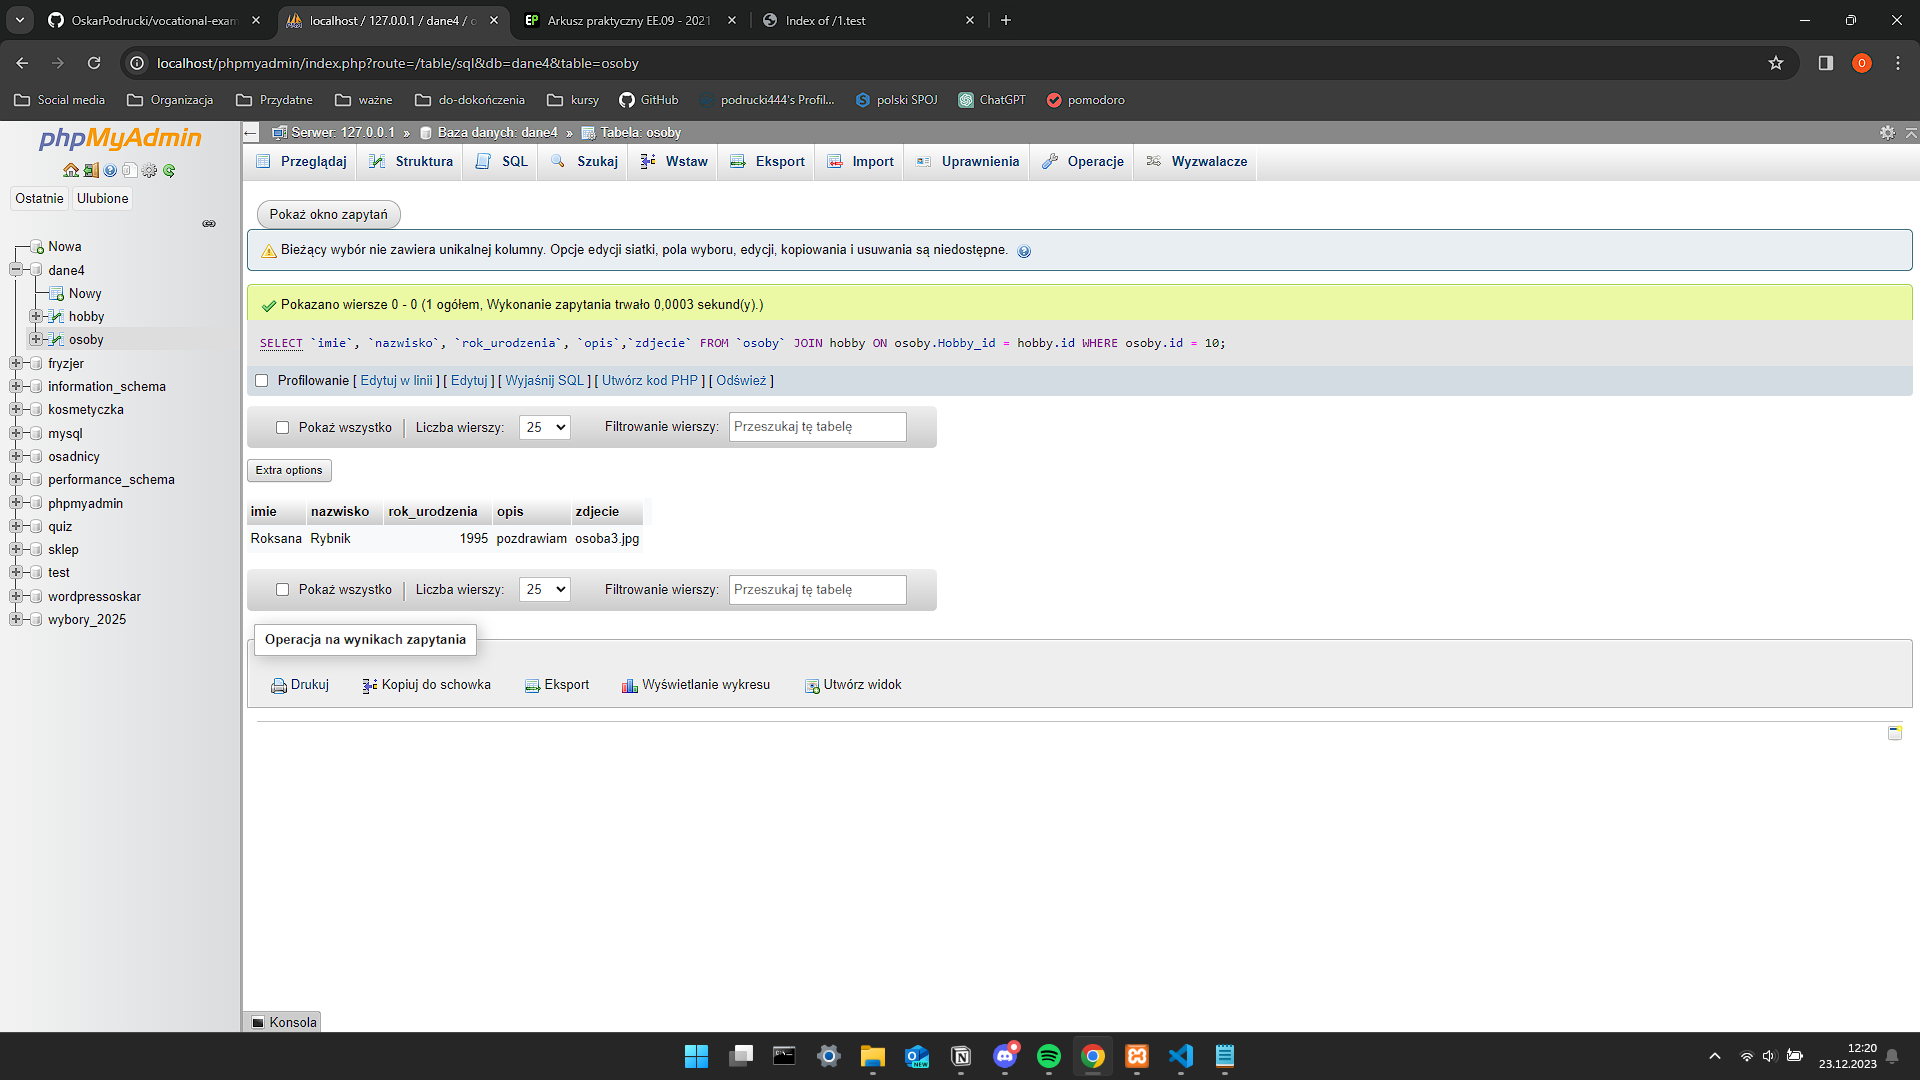 OskarPodrucki/vocational-exam
localhost / 127.0.0.1 / dane4 / o
EP Arkusz praktyczny EE.09 - 2021
Index of /1.test
localhost/phpmyadmin/index.php?route=/table/sql&db=dane4&table=osoby
O
Social media
Organizacja
Przydatne
ważne
do-dokończenia
kursy
GitHub
podrucki444's Profil...
polski SPOJ
ChatGPT
pomodoro
phpMyAdmin
Ostatnie
Ulubione
Nowa
dane4
Nowy
hobby
osoby
fryzjer
information_schema
kosmetyczka
mysql
osadnicy
performance_schema
phpmyadmin
quiz
sklep
test
wordpressoskar
wybory_2025
Serwer: 127.0.0.1 » Baza danych: dane4 » Tabela: osoby
Przeglądaj
Struktura
SQL
Szukaj
Wstaw
Eksport
Import
Uprawnienia
Operacje
Wyzwalacze
Pokaż okno zapytań
Bieżący wybór nie zawiera unikalnej kolumny. Opcje edycji siatki, pola wyboru, edycji, kopiowania i usuwania są niedostępne.
Pokazano wiersze 0 - 0 (1 ogółem, Wykonanie zapytania trwało 0,0003 sekund(y).)
SELECT `imie`, `nazwisko`, `rok_urodzenia`, `opis`,`zdjecie` FROM `osoby` JOIN hobby ON osoby.Hobby_id = hobby.id WHERE osoby.id = 10;
Profilowanie [ Edytuj w linii ] [ Edytuj ] [ Wyjaśnij SQL ] [ Utwórz kod PHP ] [ Odśwież ]
Pokaż wszystko
Liczba wierszy: 25
Filtrowanie wierszy: Przeszukaj tę tabelę
Extra options
imie nazwisko rok_urodzenia opis zdjecie
Roksana Rybnik 1995 pozdrawiam osoba3.jpg
Pokaż wszystko
Liczba wierszy: 25
Filtrowanie wierszy: Przeszukaj tę tabelę
Operacja na wynikach zapytania
Drukuj
Kopiuj do schowka
Eksport
Wyświetlanie wykresu
Utwórz widok
Konsola
NEW
12:20
23.12.2023